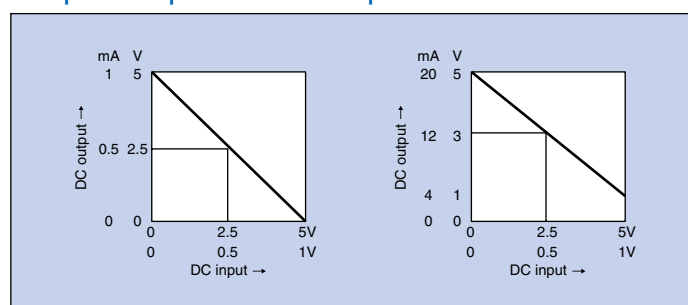 mA V
1 5
0.5 2.5
0 0
DC output →
0 2.5 5V
0 0.5 1V
DC input →
mA V
20 5
12 3
4 1
0 0
DC output →
0 2.5 5V
0 0.5 1V
DC input →